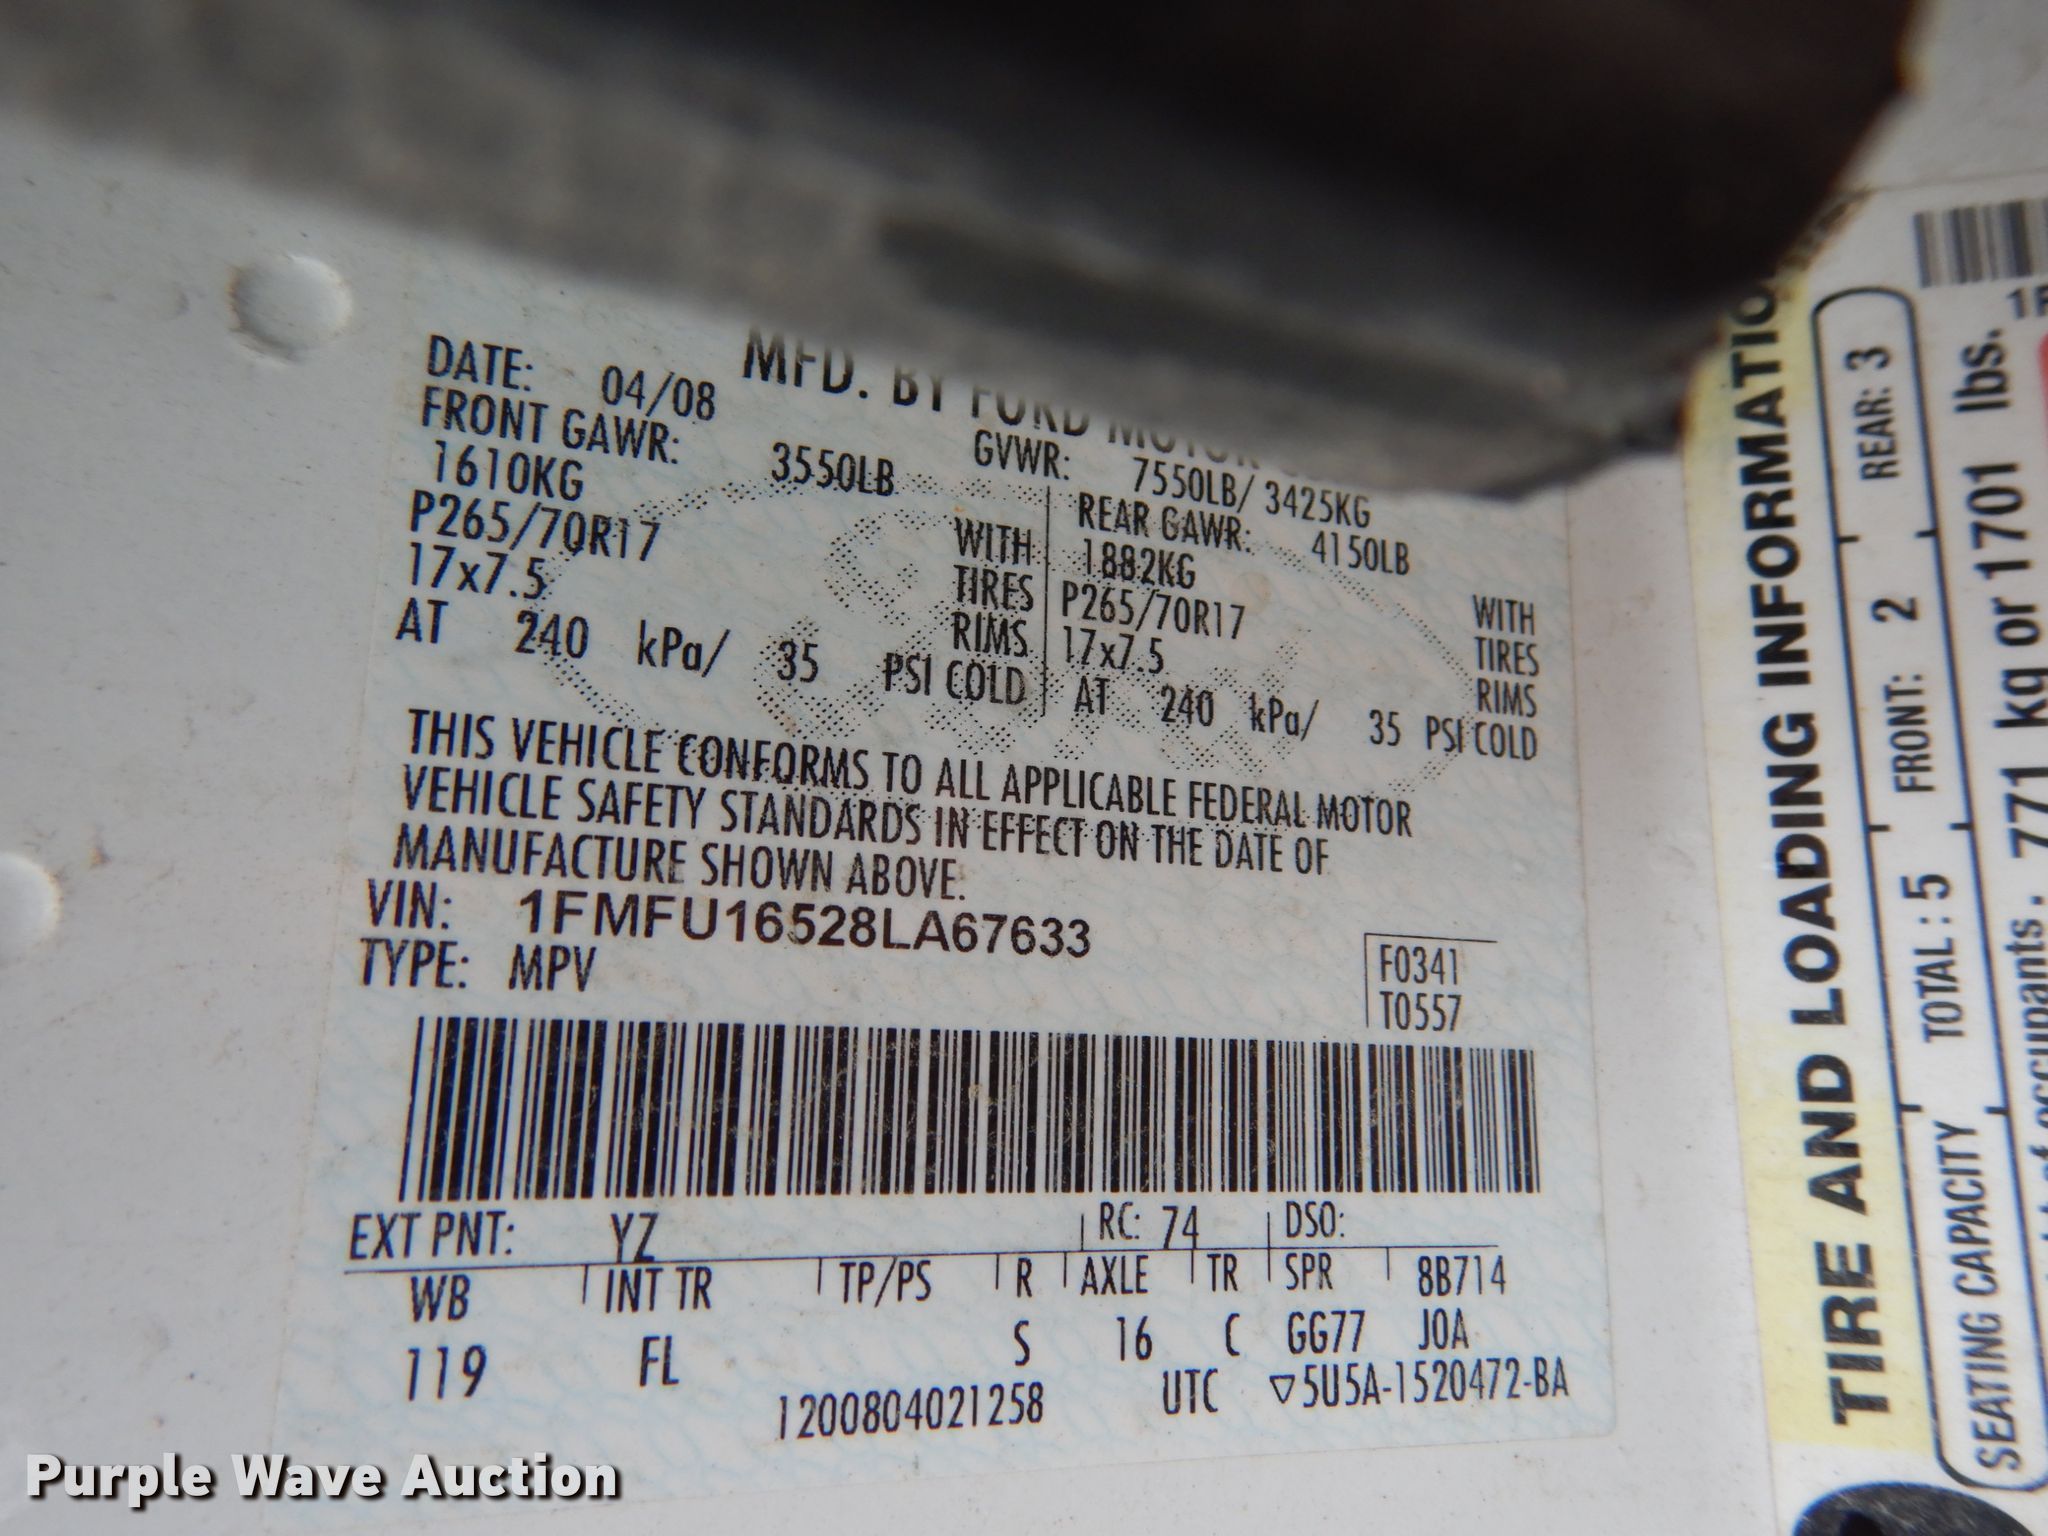 MFD. BY FORD MOTOR
DATE: 04/08
GVWR: 7550LB/ 3425KG
FRONT GAWR: 3550LB
1610KG WITH
P265/70R17 TIRES
17x7.5 RIMS
AT 240 kPa/ 35 PSI COLD
REAR GAWR: 4150LB
1882KG WITH
P265/70R17 TIRES
17x7.5 RIMS
AT 240 kPa/ 35 PSI COLD
THIS VEHICLE CONFORMS TO ALL APPLICABLE FEDERAL MOTOR
VEHICLE SAFETY STANDARDS IN EFFECT ON THE DATE OF
MANUFACTURE SHOWN ABOVE.
VIN: 1FMFU16528LA67633
TYPE: MPV
F0341
T0557
EXT PNT: YZ RC: 74 DSO:
WB INT TR TP/PS R AXLE TR SPR 8B714
119 FL S 16 C GG77 J0A
1200804021258 UTC ▽5U5A-1520472-BA
TIRE AND LOADING INFORMATIO
SEATING CAPACITY TOTAL: 5 FRONT: 2 REAR: 3
occupants. 771 kg or 1701 lbs.
Purple Wave Auction